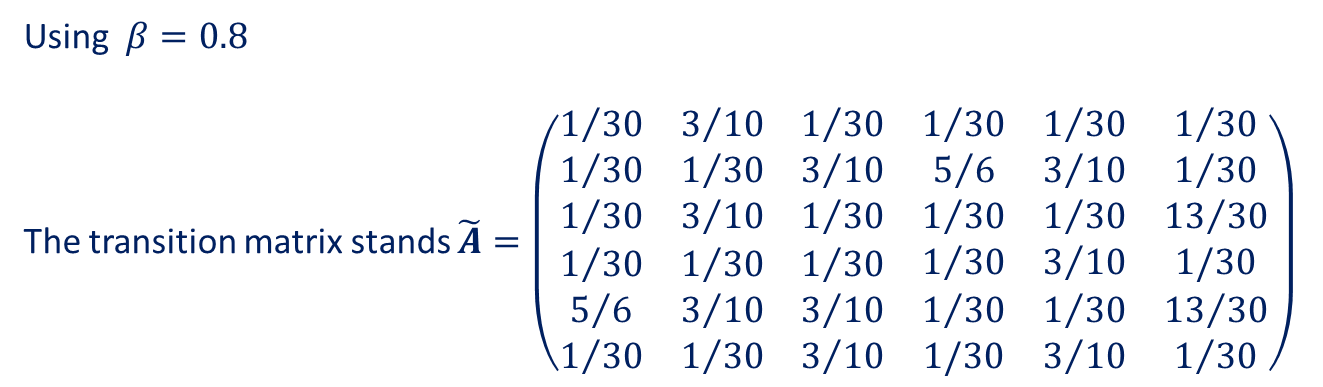 Using β = 0.8
1/30 3/10 1/30 1/30 1/30 1/30
1/30 1/30 3/10 5/6 3/10 1/30
The transition matrix stands Ã = 1/30 3/10 1/30 1/30 1/30 13/30
1/30 1/30 1/30 1/30 3/10 1/30
5/6 3/10 3/10 1/30 1/30 13/30
1/30 1/30 3/10 1/30 3/10 1/30